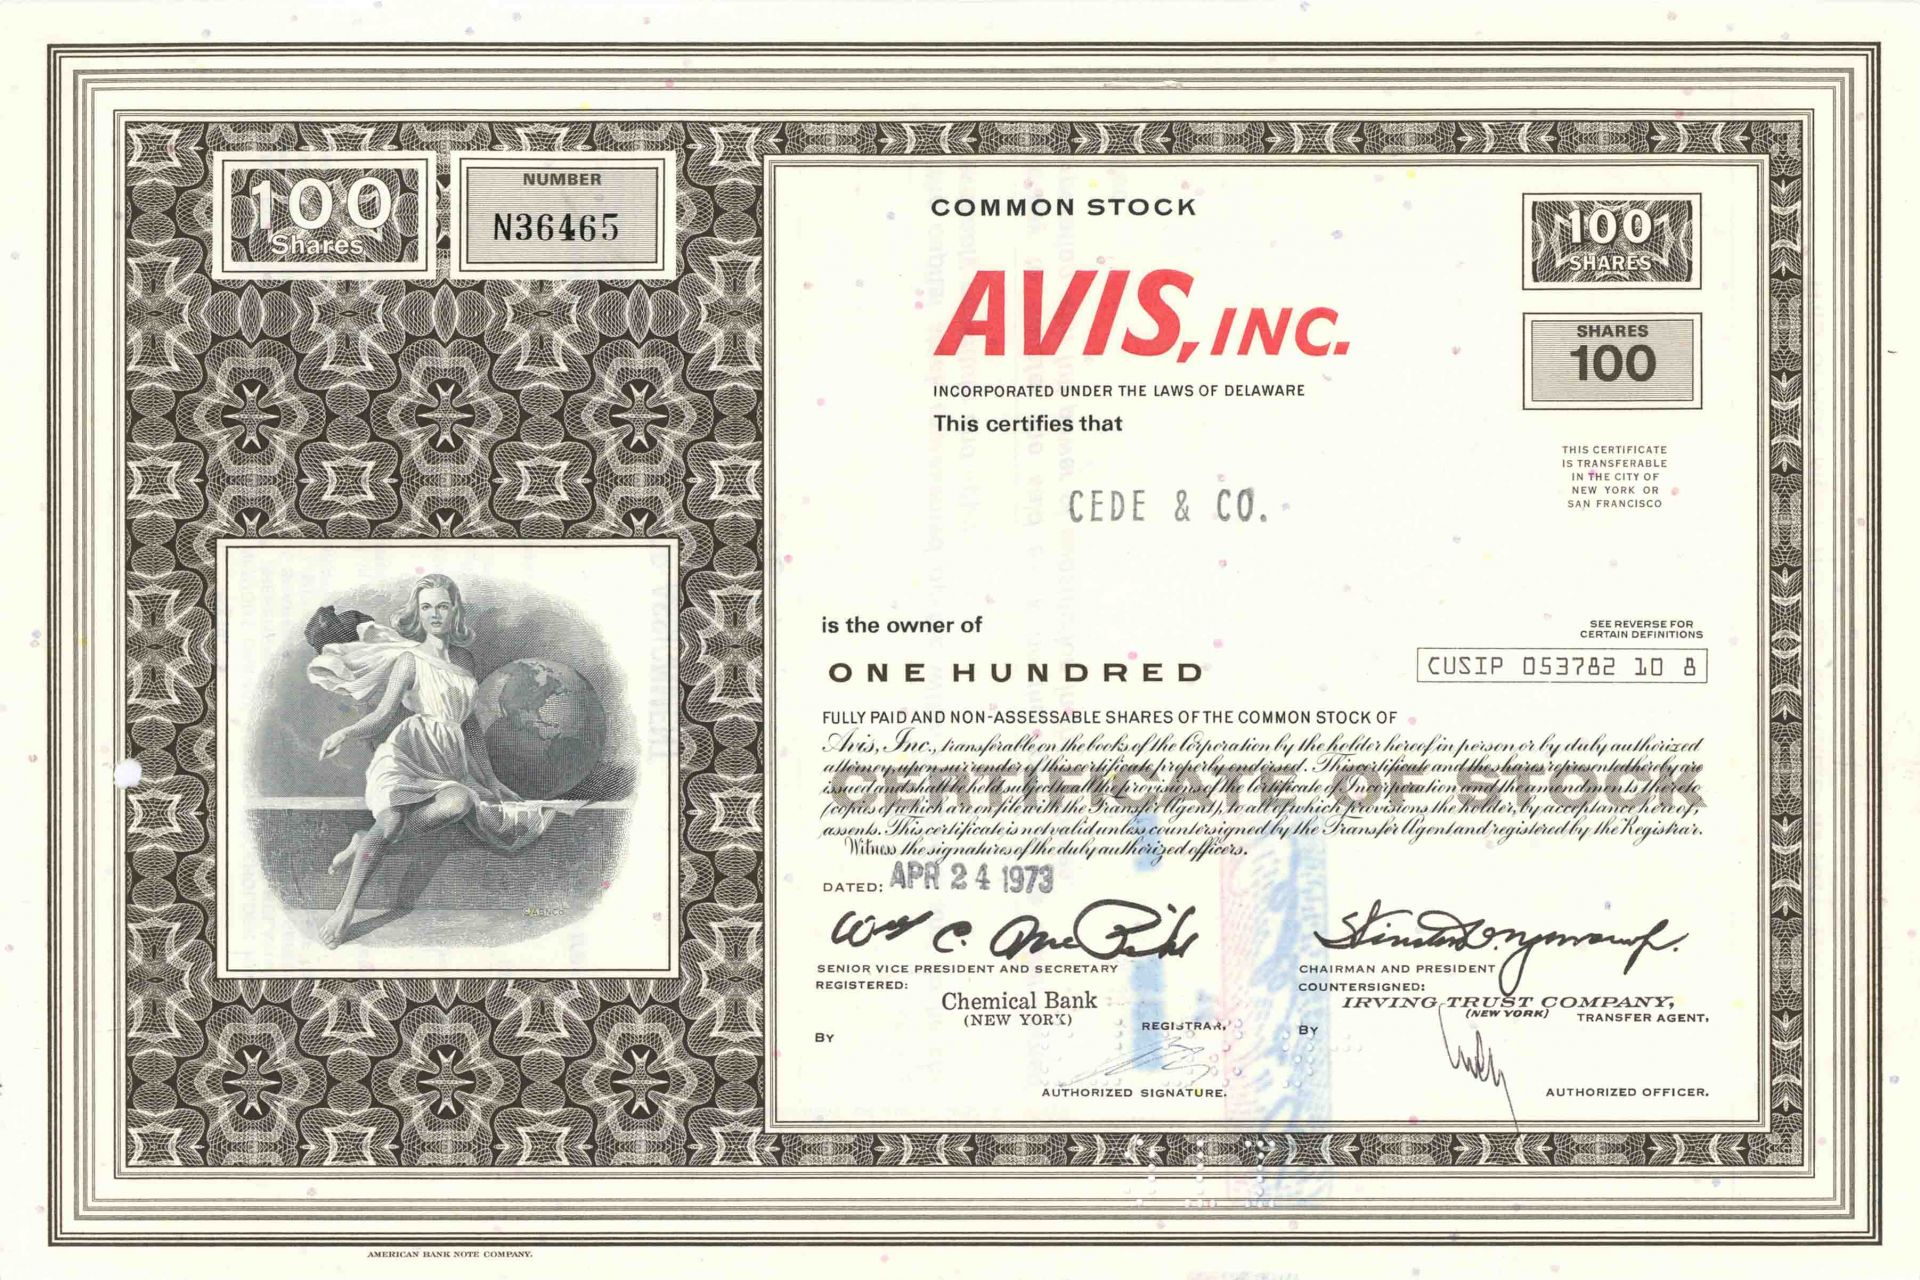 100
Shares
NUMBER
N36465
COMMON STOCK
AVIS, INC.
INCORPORATED UNDER THE LAWS OF DELAWARE
This certifies that
100
SHARES
SHARES
100
THIS CERTIFICATE
IS TRANSFERABLE
IN THE CITY OF
NEW YORK OR
SAN FRANCISCO
CEDE & CO.
is the owner of
SEE REVERSE FOR
CERTAIN DEFINITIONS
ONE HUNDRED
CUSIP 053782 10 8
FULLY PAID AND NON-ASSESSABLE SHARES OF THE COMMON STOCK OF
Avis, Inc., transferable on the books of the Corporation by the holder hereof in person or by duly authorized
attorney, upon surrender of this certificate properly endorsed. This certificate and the shares represented hereby are
issued and shall be held subject to all the provisions of the Certificate of Incorporation and the amendments thereto
(copies of which are on file with the Transfer Agent), to all of which provisions the holder, by acceptance hereof,
assents. This certificate is not valid unless countersigned by the Transfer Agent and registered by the Registrar.
Witness the signatures of the duly authorized officers.
CERTIFICATE OF STOCK
DATED: APR 24 1973
SENIOR VICE PRESIDENT AND SECRETARY
CHAIRMAN AND PRESIDENT
REGISTERED:
Chemical Bank
(NEW YORK)
REGISTRAR,
BY
AUTHORIZED SIGNATURE.
COUNTERSIGNED:
IRVING TRUST COMPANY,
(NEW YORK)
TRANSFER AGENT,
BY
AUTHORIZED OFFICER.
©ABNCo
AMERICAN BANK NOTE COMPANY.